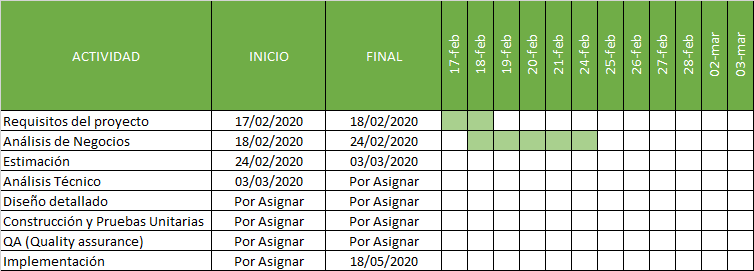 ACTIVIDAD INICIO FINAL 17-feb 18-feb 19-feb 20-feb 21-feb 24-feb 25-feb 26-feb 27-feb 28-feb 02-mar 03-mar
Requisitos del proyecto 17/02/2020 18/02/2020
Análisis de Negocios 18/02/2020 24/02/2020
Estimación 24/02/2020 03/03/2020
Análisis Técnico 03/03/2020 Por Asignar
Diseño detallado Por Asignar Por Asignar
Construcción y Pruebas Unitarias Por Asignar Por Asignar
QA (Quality assurance) Por Asignar Por Asignar
Implementación Por Asignar 18/05/2020